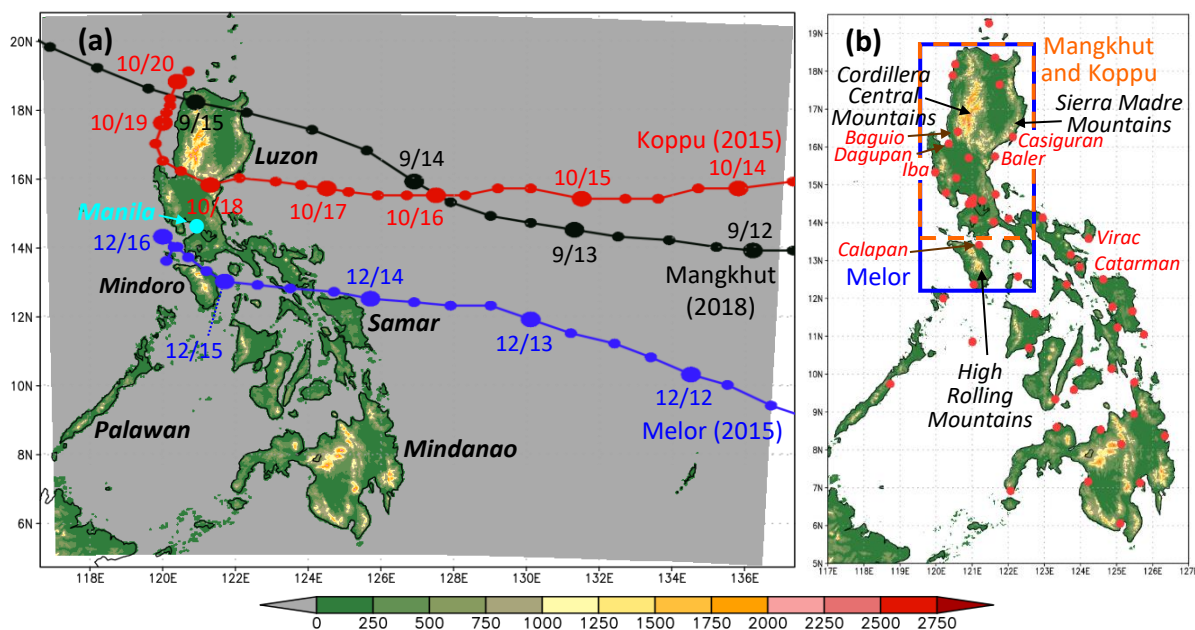 (a)
20N
18N
16N
14N
12N
10N
8N
6N
118E
120E
122E
124E
126E
128E
130E
132E
134E
136E
10/20
10/19
9/15
Luzon
9/14
Koppu (2015)
10/14
10/15
10/18
10/17
10/16
9/13
9/12
Manila
12/16
Mangkhut
(2018)
Mindoro
12/14
Samar
12/15
12/13
12/12
Melor (2015)
Palawan
Mindanao
(b)
19N
18N
17N
16N
15N
14N
13N
12N
11N
10N
9N
8N
7N
6N
5N
117E
118E
119E
120E
121E
122E
123E
124E
125E
126E
127E
Mangkhut
and Koppu
Cordillera
Central
Mountains
Sierra Madre
Mountains
Baguio
Dagupan
Iba
Casiguran
Baler
Calapan
Virac
Catarman
Melor
High
Rolling
Mountains
0
250
500
750
1000
1250
1500
1750
2000
2250
2500
2750